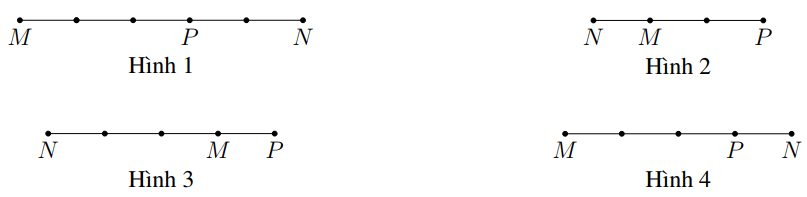 M P N
Hình 1
N M P
Hình 2
N M P
Hình 3
M P N
Hình 4